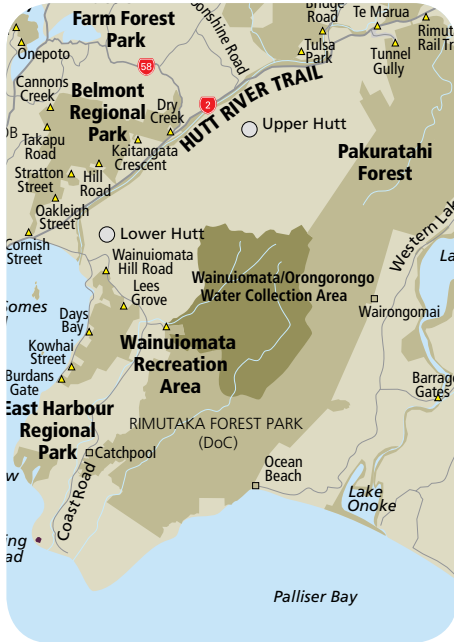 Farm Forest
Park
Onepoto
58
Bridge
Road
Te Marua
Tulsa
Park
Tunnel
Gully
Cannons
Creek
Belmont
Regional
Park
Dry
Creek
2
HUTT RIVER TRAIL
Upper Hutt
Takapu
Road
Kaitangata
Crescent
Stratton
Street
Hill
Road
Pakuratahi
Forest
Oakleigh
Street
Cornish
Street
Lower Hutt
Wainuiomata
Hill Road
Lees
Grove
Wainuiomata/Orongorongo
Water Collection Area
Western
Wairongomai
Days
Bay
Kowhai
Street
Burdans
Gate
Wainuiomata
Recreation
Area
Gates
East Harbour
Regional
Park
RIMUTAKA FOREST PARK
(DoC)
Catchpool
Coast Road
Ocean
Beach
Lake
Onoke
Palliser Bay